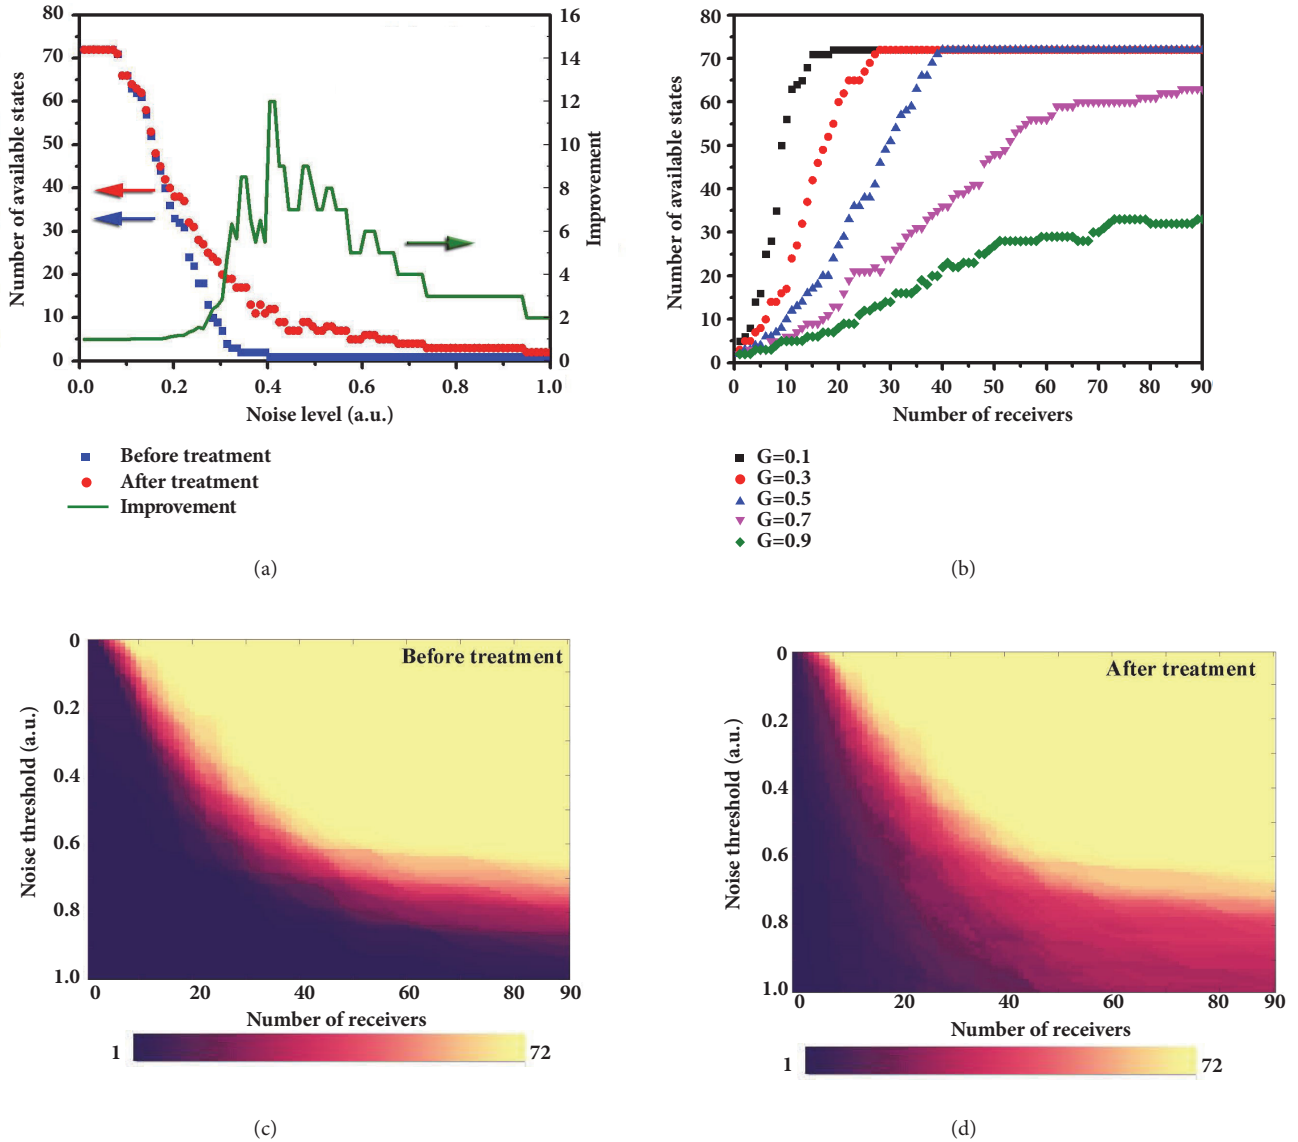 80
70
60
50
40
30
20
10
0
Number of available states
16
14
12
10
8
6
4
2
0
Improvement
0.0 0.2 0.4 0.6 0.8 1.0
Noise level (a.u.)
Before treatment
After treatment
Improvement
(a)
80
70
60
50
40
30
20
10
0
Number of available states
0 10 20 30 40 50 60 70 80 90
Number of receivers
G=0.1
G=0.3
G=0.5
G=0.7
G=0.9
(b)
Before treatment
0
0.2
0.4
0.6
0.8
1.0
Noise threshold (a.u.)
0 20 40 60 80 90
Number of receivers
1 72
(c)
After treatment
0
0.2
0.4
0.6
0.8
1.0
Noise threshold (a.u.)
0 20 40 60 80 90
Number of receivers
1 72
(d)